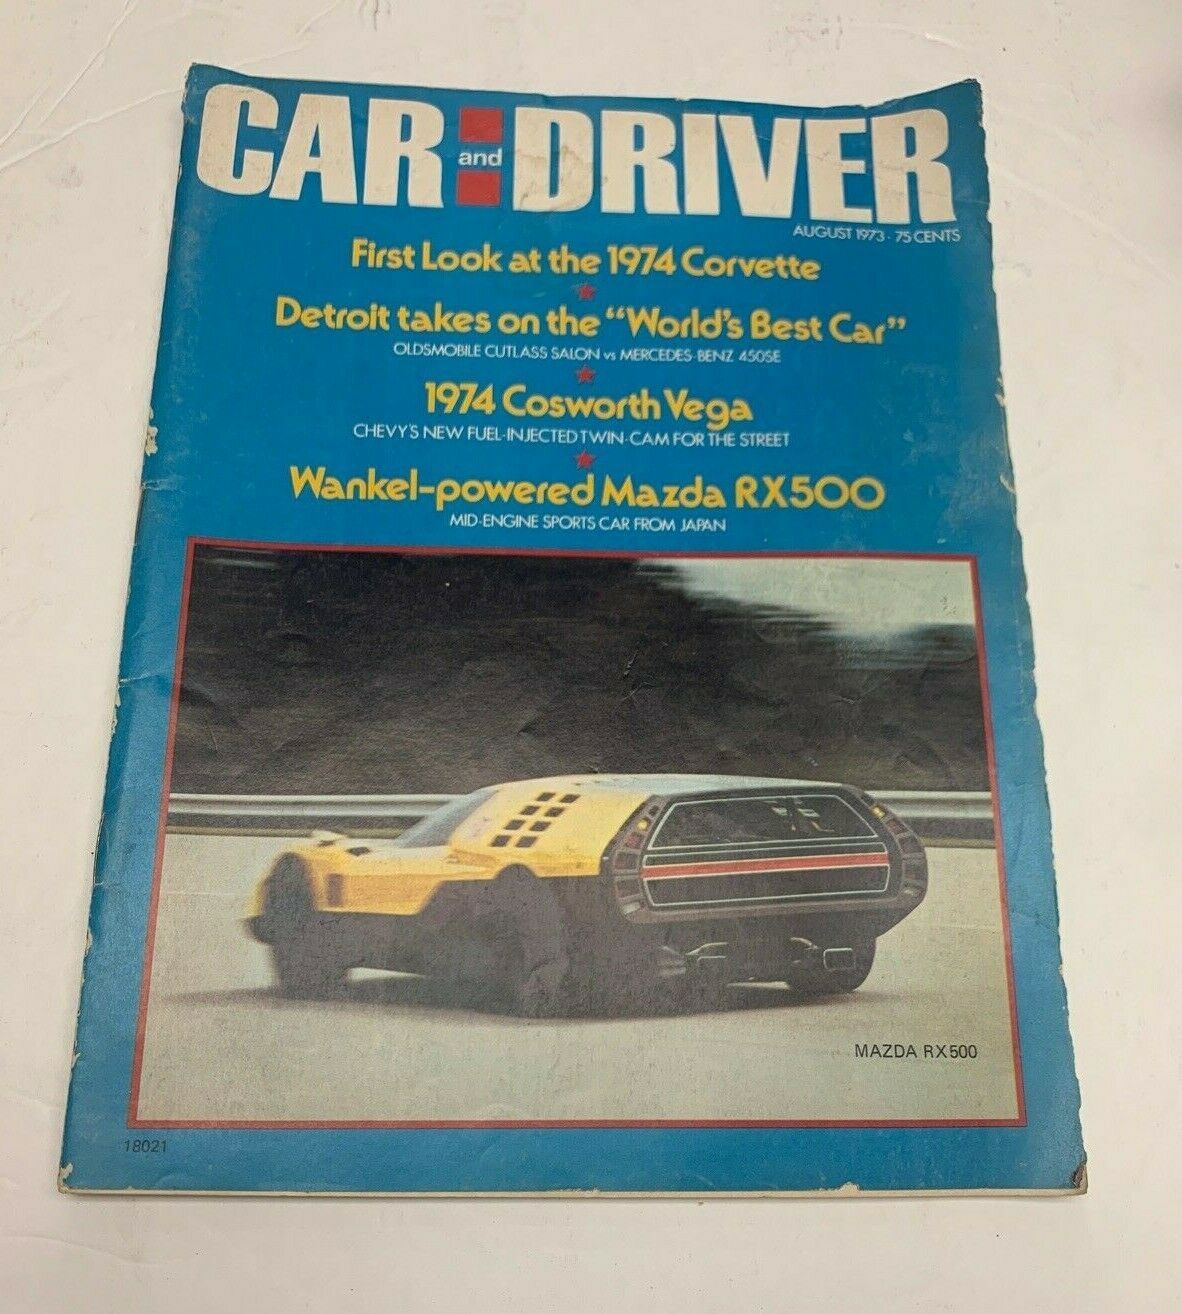 CAR and DRIVER
AUGUST 1973 · 75 CENTS
First Look at the 1974 Corvette
Detroit takes on the “World's Best Car”
OLDSMOBILE CUTLASS SALON vs MERCEDES-BENZ 450SE
1974 Cosworth Vega
CHEVY'S NEW FUEL-INJECTED TWIN-CAM FOR THE STREET
Wankel-powered Mazda RX500
MID-ENGINE SPORTS CAR FROM JAPAN
MAZDA RX500
18021